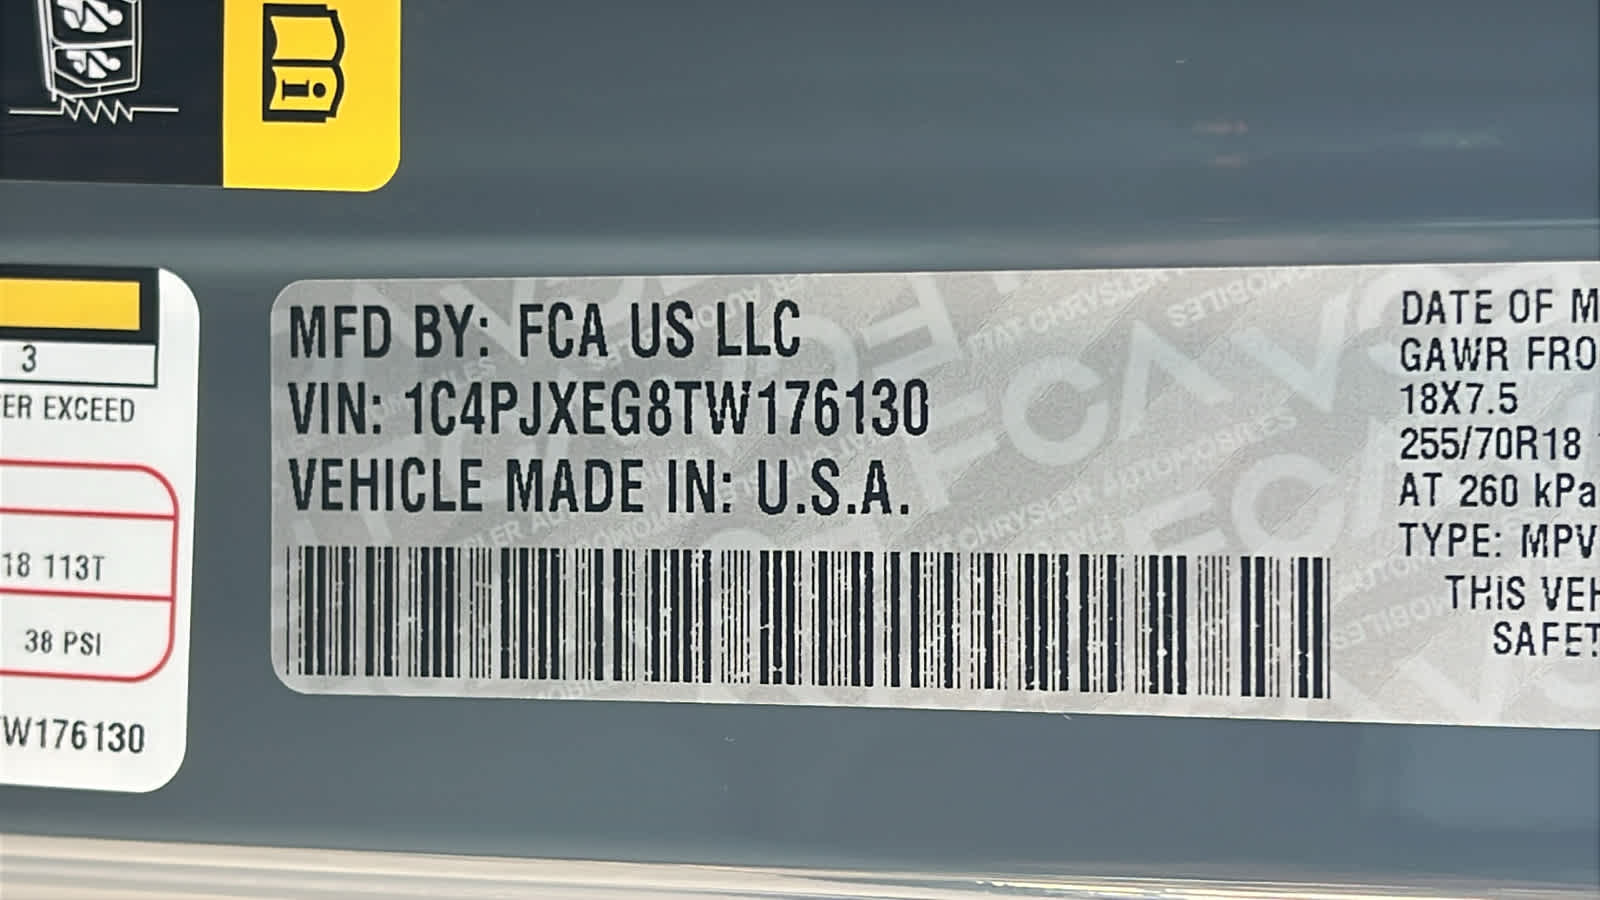 3
ER EXCEED
18 113T
38 PSI
W176130
MFD BY: FCA US LLC
VIN: 1C4PJXEG8TW176130
VEHICLE MADE IN: U.S.A.
DATE OF M
GAWR FRO
18X7.5
255/70R18
AT 260 kPa
TYPE: MPV
THIS VEH
SAFET